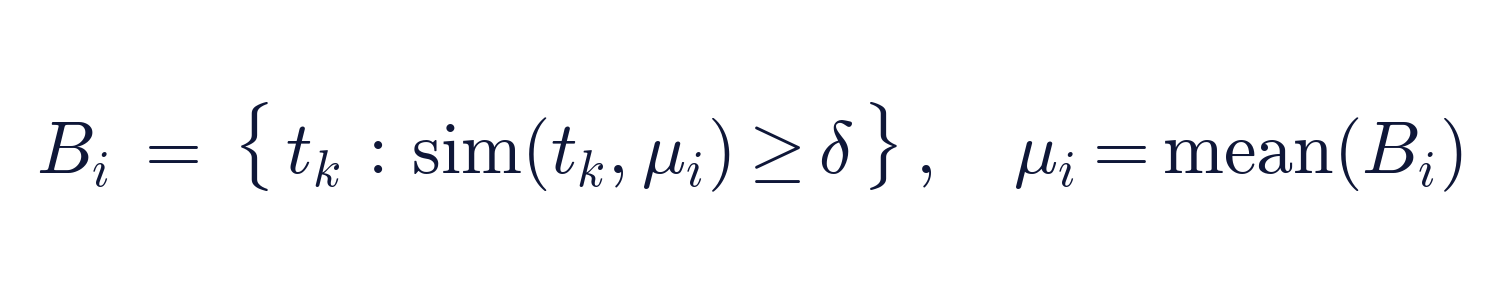 B_i = { t_k : sim(t_k, μ_i) ≥ δ } , μ_i = mean(B_i)